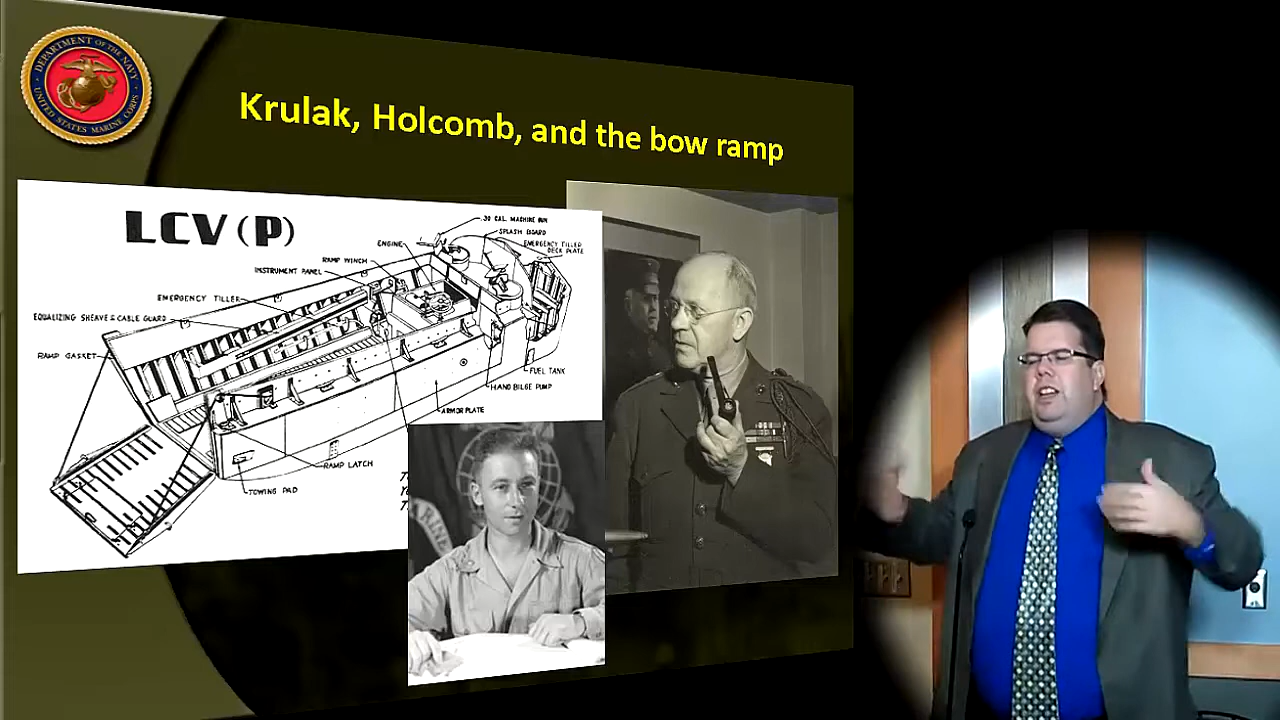 DEPARTMENT OF THE NAVY
UNITED STATES MARINE CORPS
Krulak, Holcomb, and the bow ramp
LCV(P)
30 CAL. MACHINE GUN
SPLASH BOARD
EMERGENCY TILLER
DECK PLATE
ENGINE
RAMP WINCH
INSTRUMENT PANEL
EMERGENCY TILLER
EQUALIZING SHEAVE & CABLE GUARD
RAMP GASKET
FUEL TANK
HAND BILGE PUMP
ARMOR PLATE
RAMP LATCH
TOWING PAD